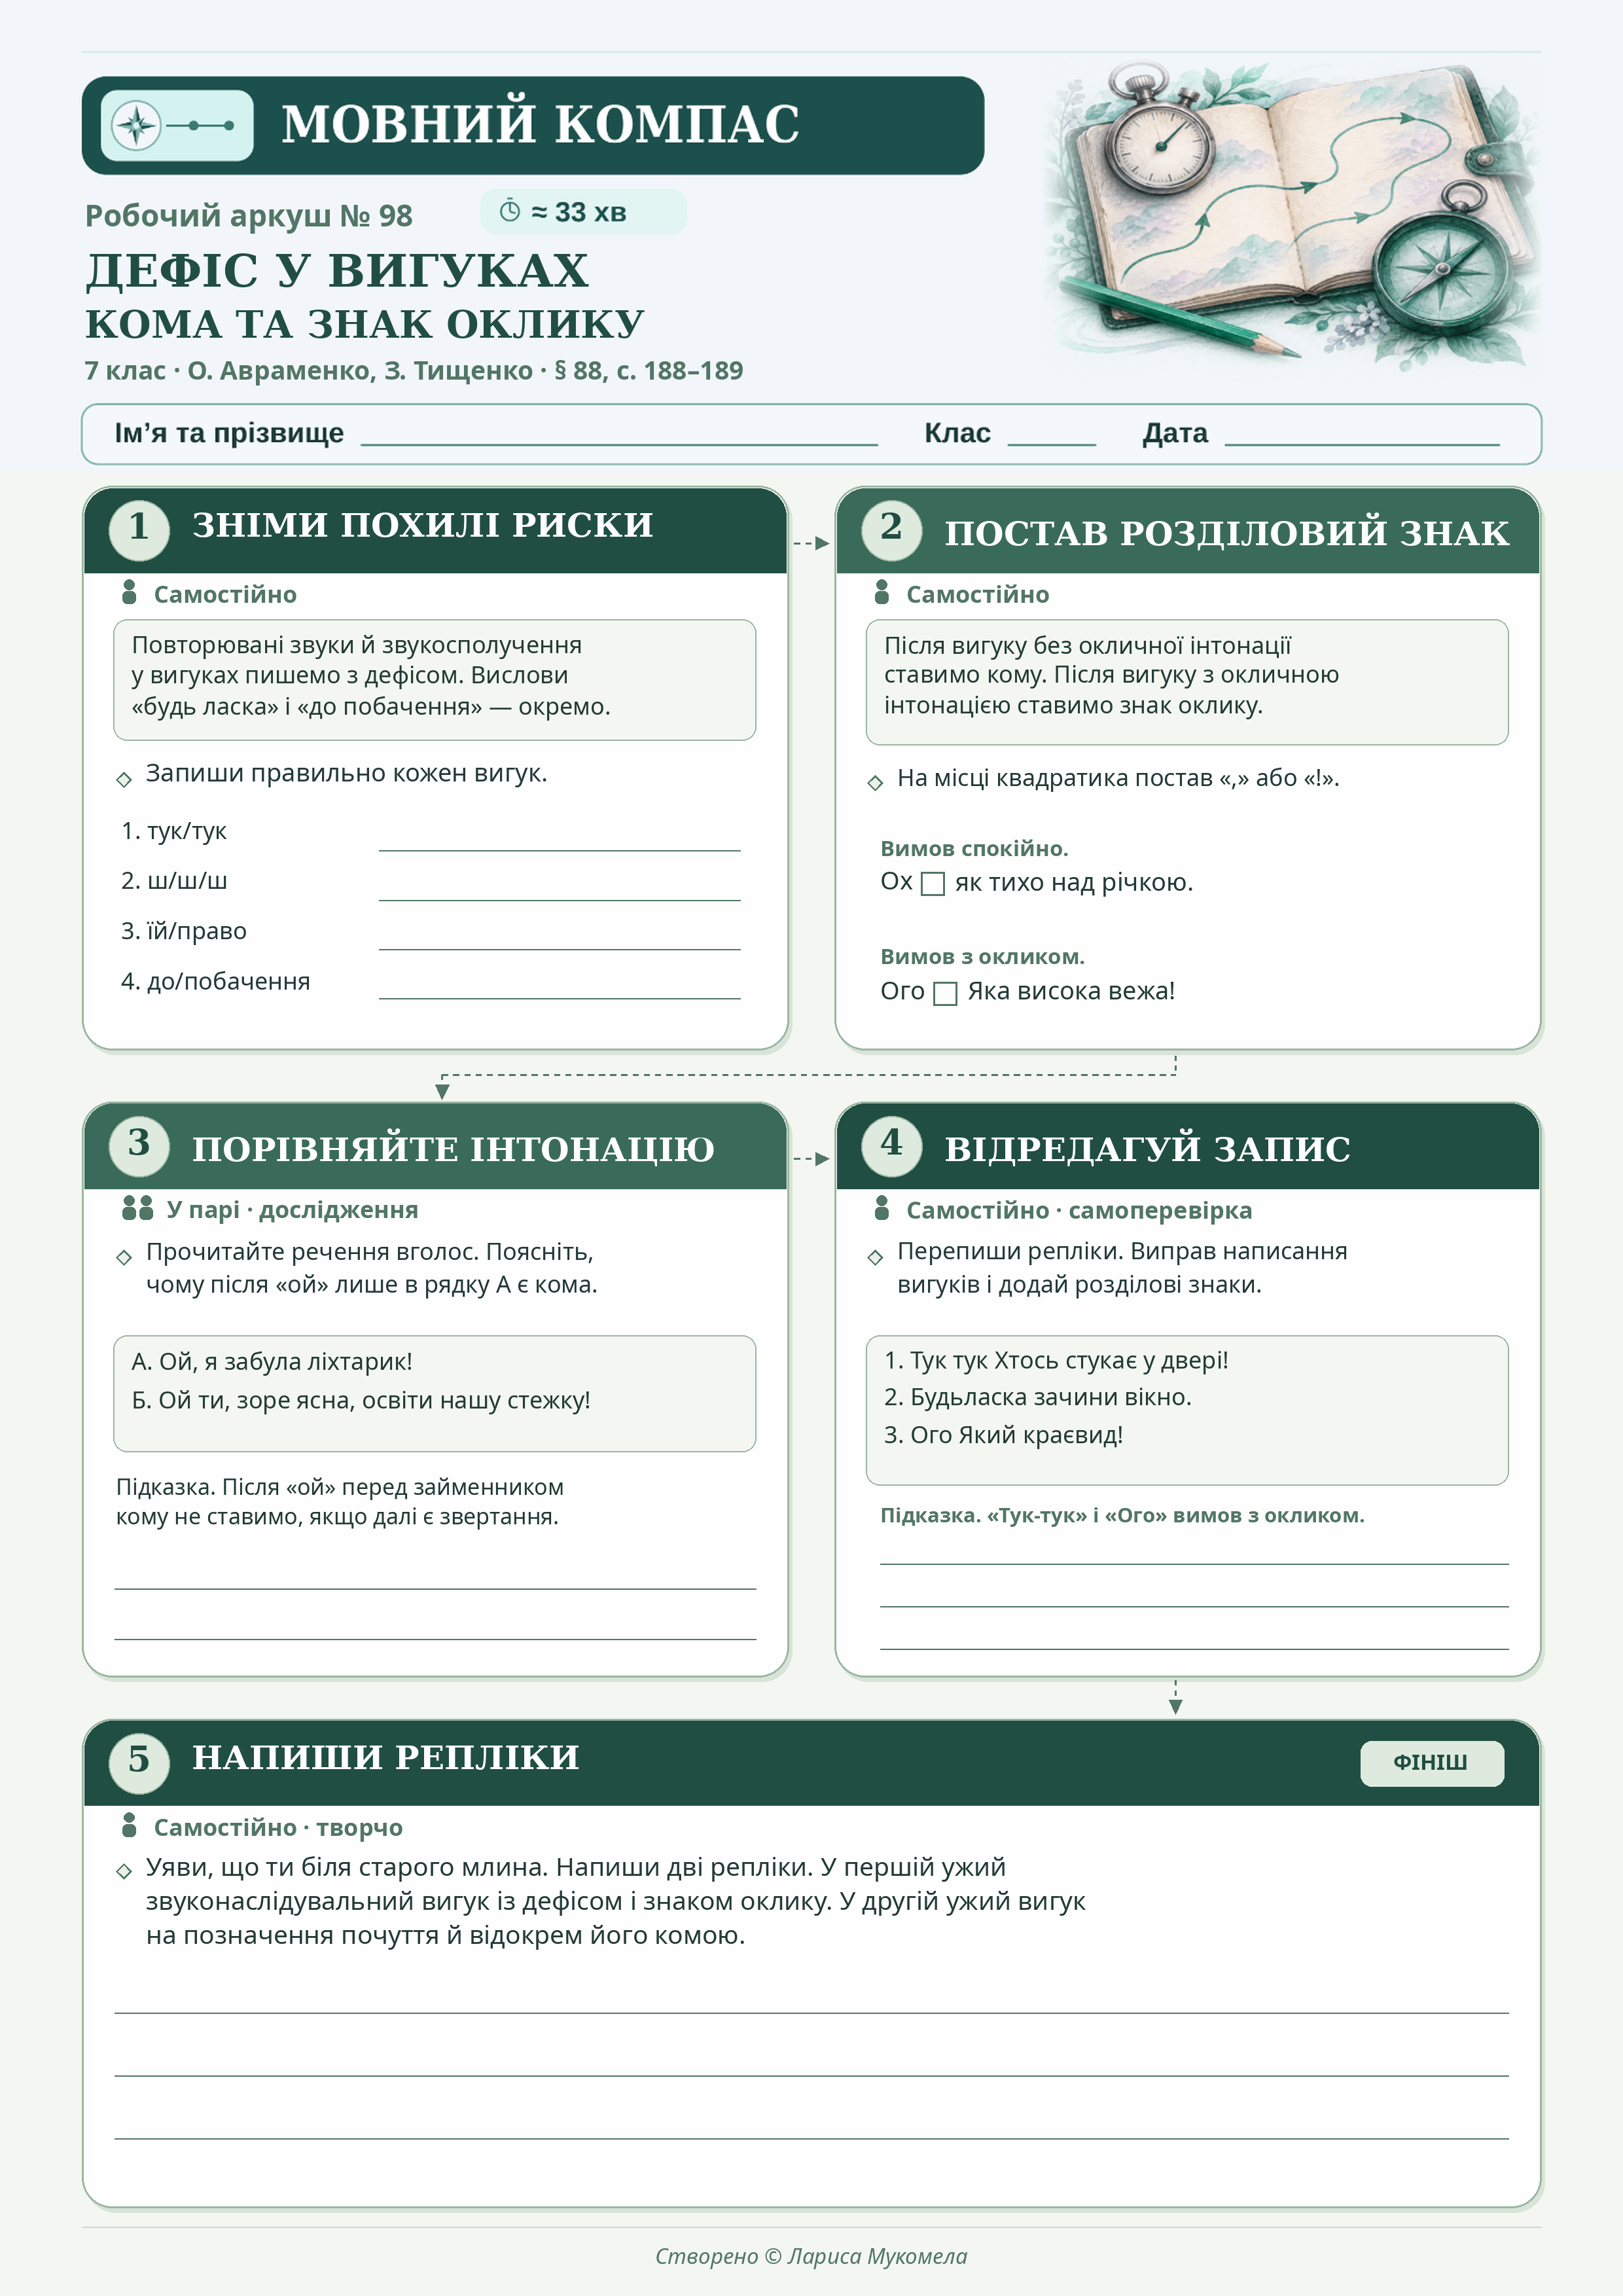 МОВНИЙ КОМПАС
Робочий аркуш № 98
≈ 33 хв
ДЕФІС У ВИГУКАХ
КОМА ТА ЗНАК ОКЛИКУ
7 клас · О. Авраменко, З. Тищенко · § 88, с. 188–189
Ім’я та прізвище
Клас
Дата
1 ЗНІМИ ПОХИЛІ РИСКИ
Самостійно
Повторювані звуки й звукосполучення
у вигуках пишемо з дефісом. Вислови
«будь ласка» і «до побачення» — окремо.
Запиши правильно кожен вигук.
1. тук/тук
2. ш/ш/ш
3. їй/право
4. до/побачення
2 ПОСТАВ РОЗДІЛОВИЙ ЗНАК
Самостійно
Після вигуку без окличної інтонації
ставимо кому. Після вигуку з окличною
інтонацією ставимо знак оклику.
На місці квадратика постав «,» або «!».
Вимов спокійно.
Ох □ як тихо над річкою.
Вимов з окликом.
Ого □ Яка висока вежа!
3 ПОРІВНЯЙТЕ ІНТОНАЦІЮ
У парі · дослідження
Прочитайте речення вголос. Поясніть,
чому після «ой» лише в рядку А є кома.
А. Ой, я забула ліхтарик!
Б. Ой ти, зоре ясна, освіти нашу стежку!
Підказка. Після «ой» перед займенником
кому не ставимо, якщо далі є звертання.
4 ВІДРЕДАГУЙ ЗАПИС
Самостійно · самоперевірка
Перепиши репліки. Виправ написання
вигуків і додай розділові знаки.
1. Тук тук Хтось стукає у двері!
2. Будьласка зачини вікно.
3. Ого Який краєвид!
Підказка. «Тук-тук» і «Ого» вимов з окликом.
5 НАПИШИ РЕПЛІКИ
ФІНІШ
Самостійно · творчо
Уяви, що ти біля старого млина. Напиши дві репліки. У першій ужий
звуконаслідувальний вигук із дефісом і знаком оклику. У другій ужий вигук
на позначення почуття й відокрем його комою.
Створено © Лариса Мукомела